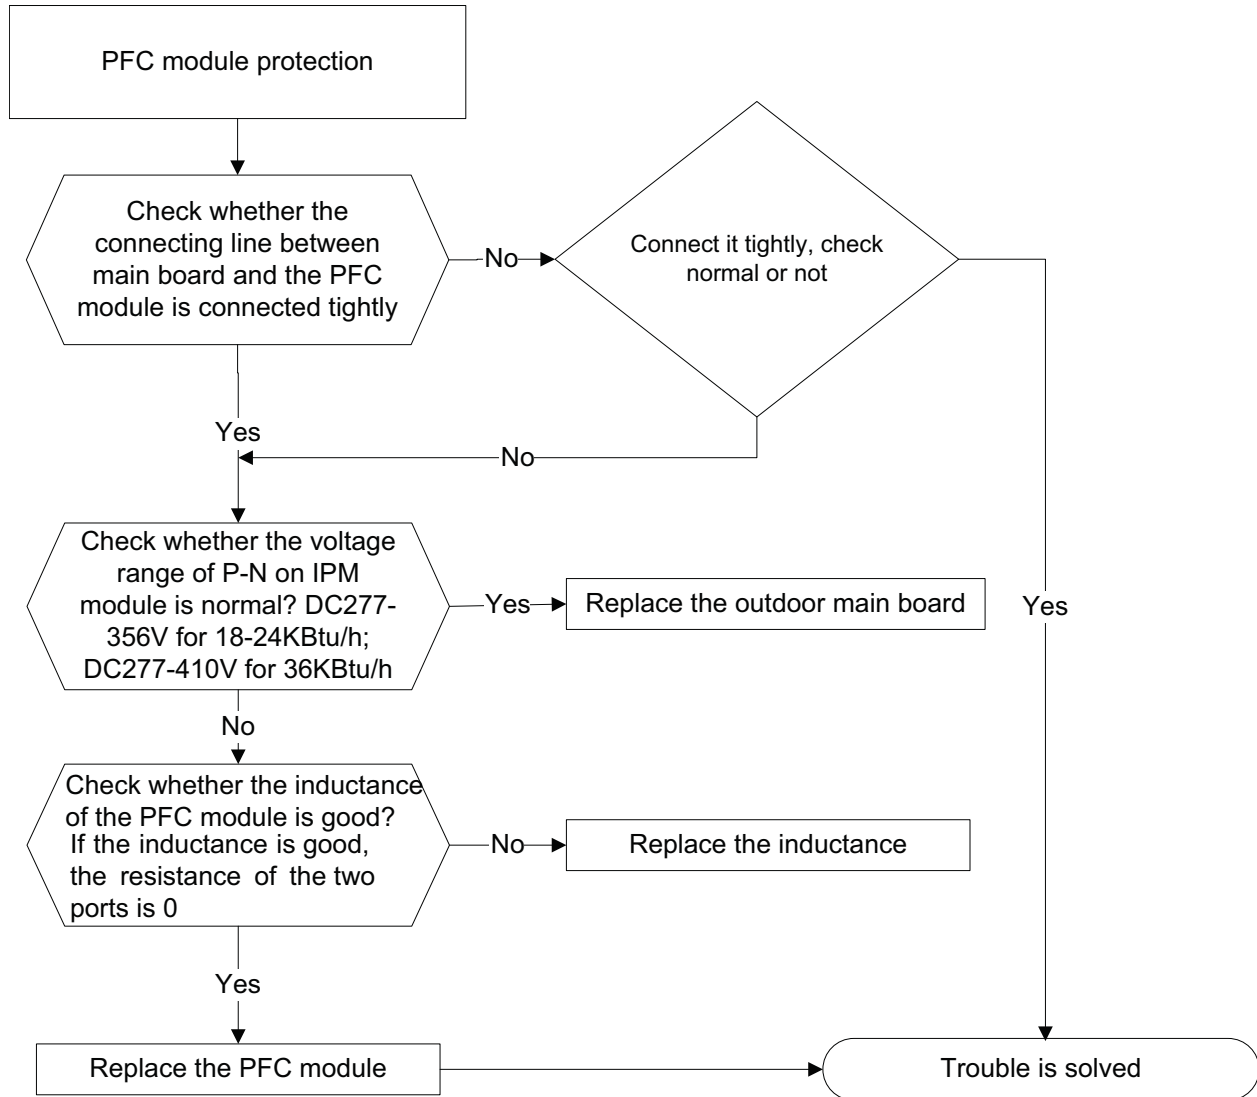 PFC module protection
Check whether the
connecting line between
main board and the PFC
module is connected tightly
No
Connect it tightly, check
normal or not
Yes
No
Check whether the voltage
range of P-N on IPM
module is normal? DC277-
356V for 18-24KBtu/h;
DC277-410V for 36KBtu/h
Yes
Replace the outdoor main board
Yes
No
Check whether the inductance
of the PFC module is good?
If the inductance is good,
the resistance of the two
ports is 0
No
Replace the inductance
Yes
Replace the PFC module
Trouble is solved